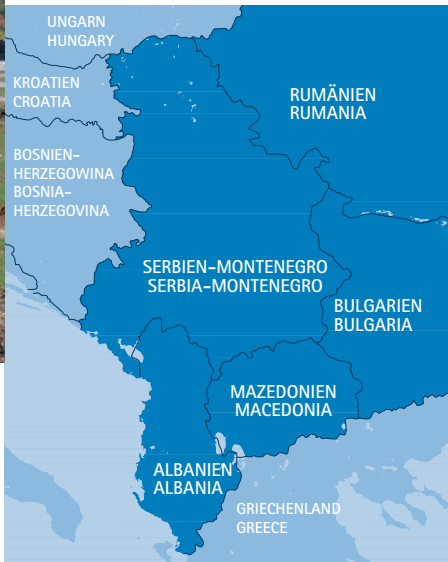 UNGARN
HUNGARY
KROATIEN
CROATIA
RUMÄNIEN
RUMANIA
BOSNIEN-
HERZEGOWINA
BOSNIA-
HERZEGOVINA
SERBIEN-MONTENEGRO
SERBIA-MONTENEGRO
BULGARIEN
BULGARIA
MAZEDONIEN
MACEDONIA
ALBANIEN
ALBANIA
GRIECHENLAND
GREECE